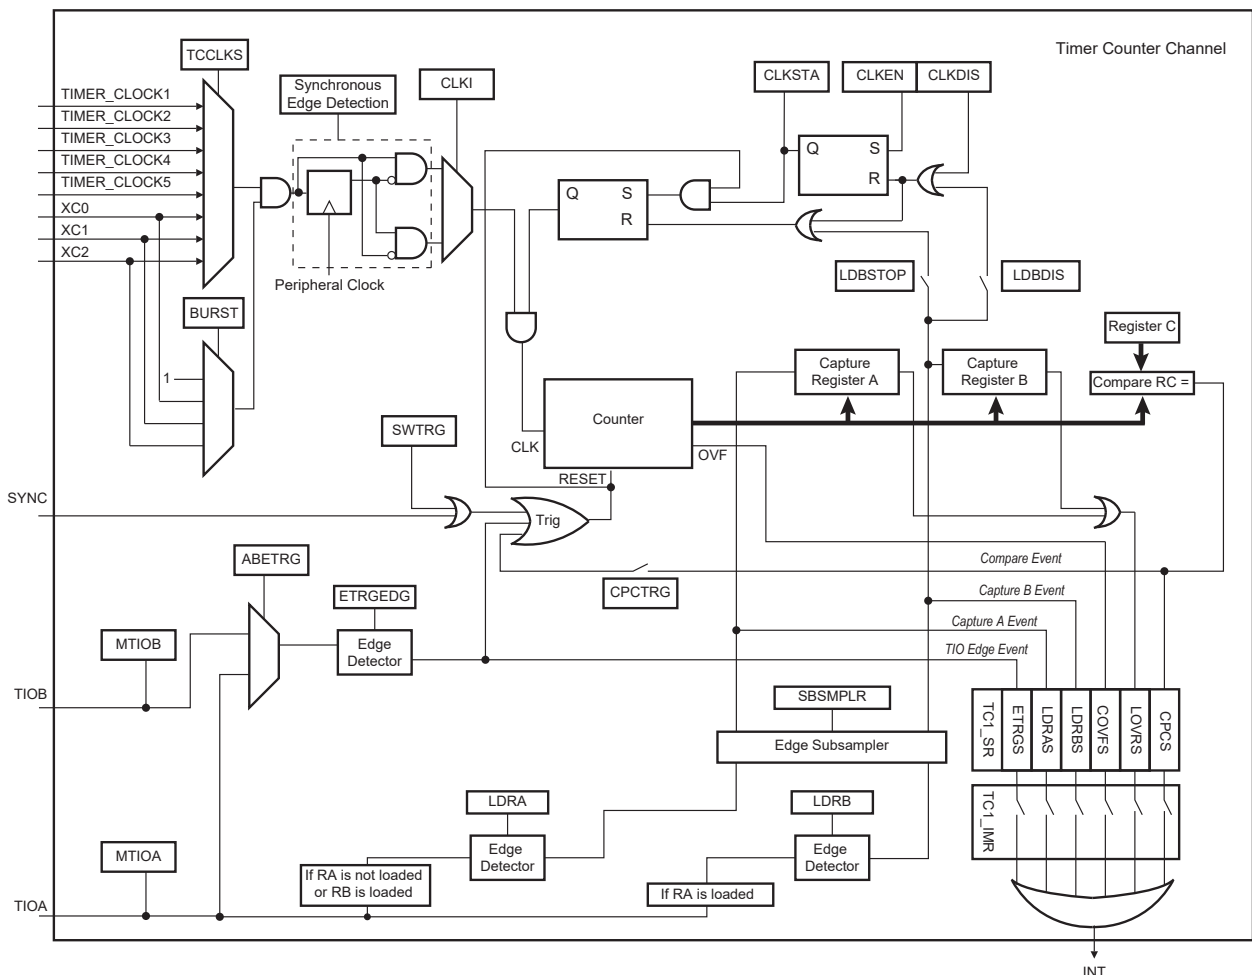 Timer Counter Channel
TCCLKS
TIMER_CLOCK1
TIMER_CLOCK2
TIMER_CLOCK3
TIMER_CLOCK4
TIMER_CLOCK5
XC0
XC1
XC2
Synchronous
Edge Detection
CLKI
Peripheral Clock
BURST
1
CLKSTA
CLKEN
CLKDIS
Q
S
R
Q
S
R
LDBSTOP
LDBDIS
Register C
Capture
Register A
Capture
Register B
Compare RC =
Counter
CLK
OVF
RESET
SWTRG
SYNC
Trig
ABETRG
ETRGEDG
CPCTRG
Compare Event
Capture B Event
Capture A Event
TIO Edge Event
MTIOB
Edge
Detector
TIOB
SBSMPLR
Edge Subsampler
TC1_SR
ETRGS
LDRAS
LDRBS
COVFS
LOVRS
CPCS
TC1_IMR
LDRA
LDRB
Edge
Detector
Edge
Detector
MTIOA
If RA is not loaded
or RB is loaded
If RA is loaded
TIOA
INT